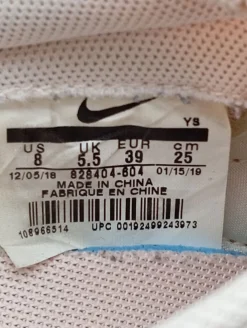 YS
US UK EUR cm
8 5.5 39 25
12/05/18 828404-604 01/15/19
MADE IN CHINA
FABRIQUE EN CHINE
108966514 UPC 00192499243973